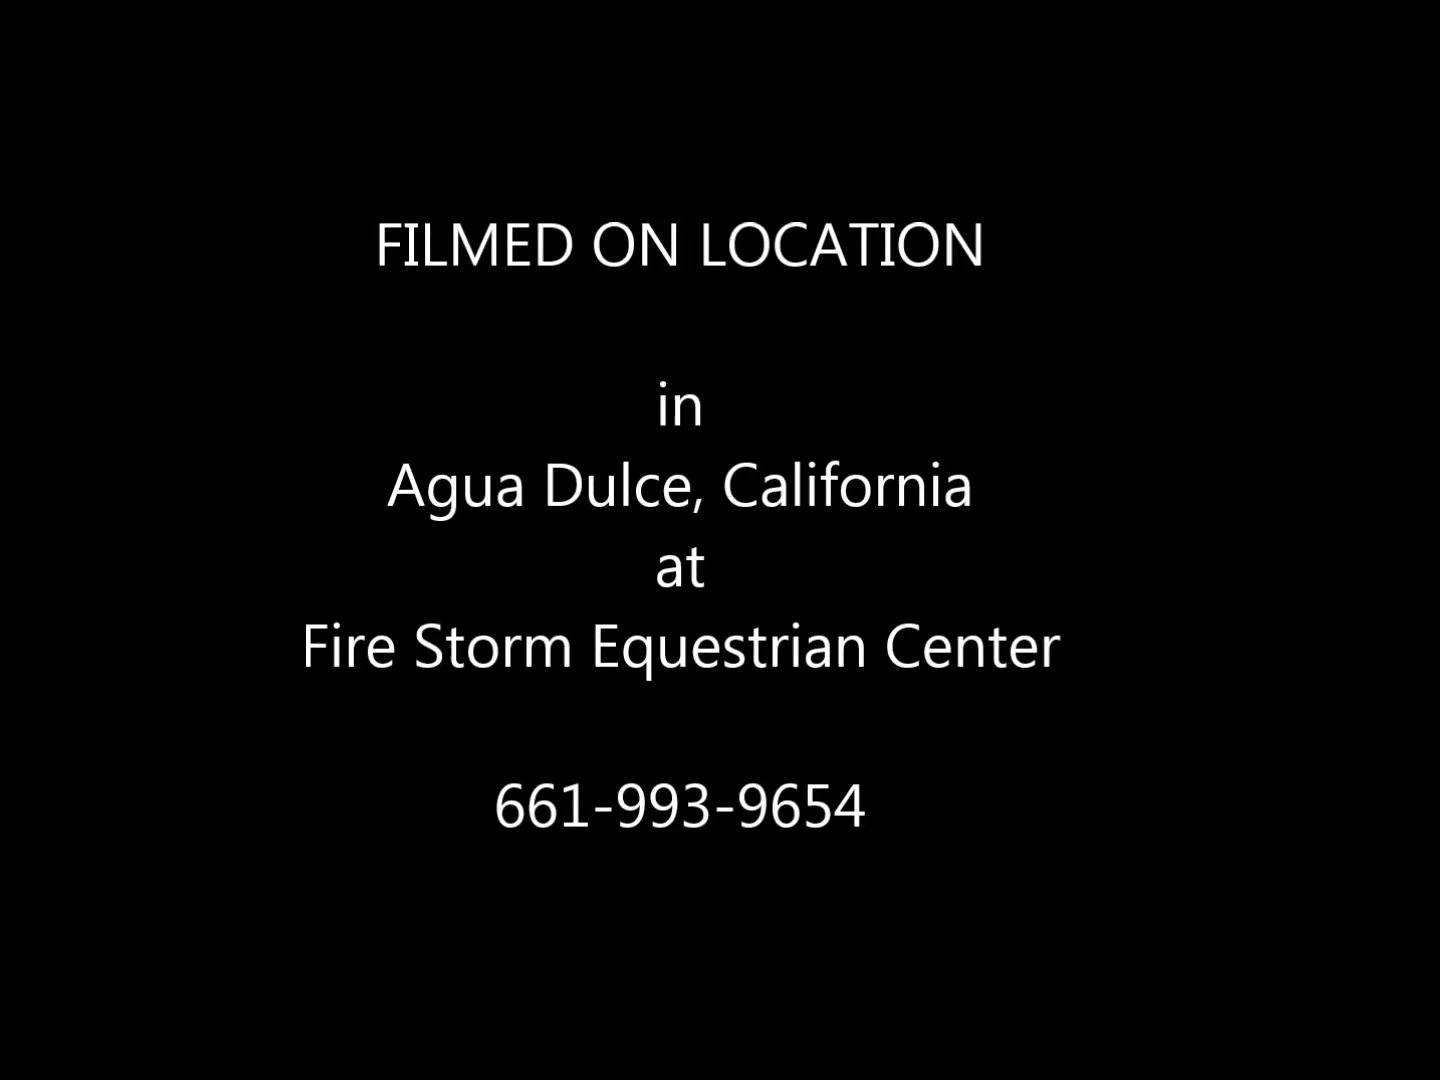 FILMED ON LOCATION
in
Agua Dulce, California
at
Fire Storm Equestrian Center
661-993-9654